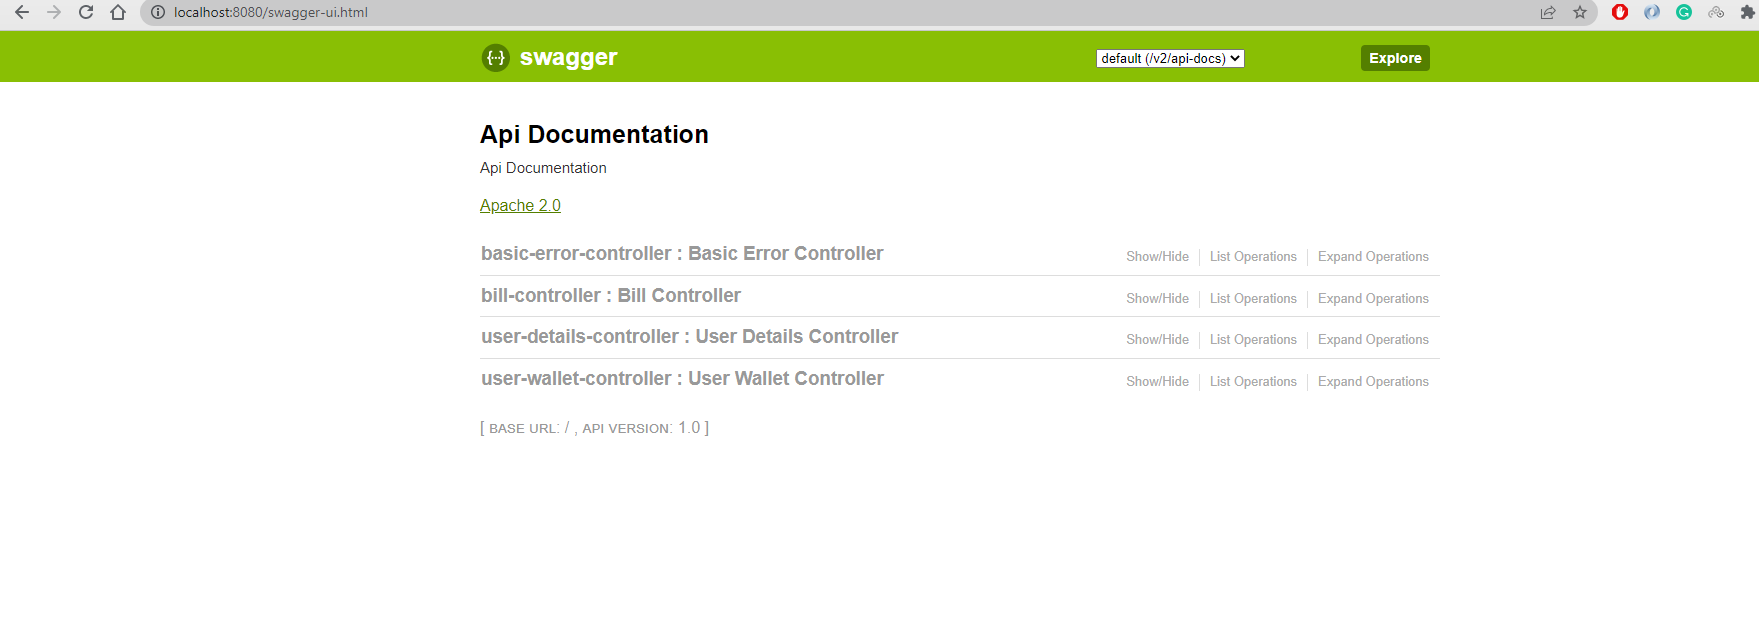 localhost:8080/swagger-ui.html
{··} swagger default (/v2/api-docs) Explore
Api Documentation
Api Documentation
Apache 2.0
basic-error-controller : Basic Error Controller Show/Hide List Operations Expand Operations
bill-controller : Bill Controller Show/Hide List Operations Expand Operations
user-details-controller : User Details Controller Show/Hide List Operations Expand Operations
user-wallet-controller : User Wallet Controller Show/Hide List Operations Expand Operations
[ BASE URL: / , API VERSION: 1.0 ]